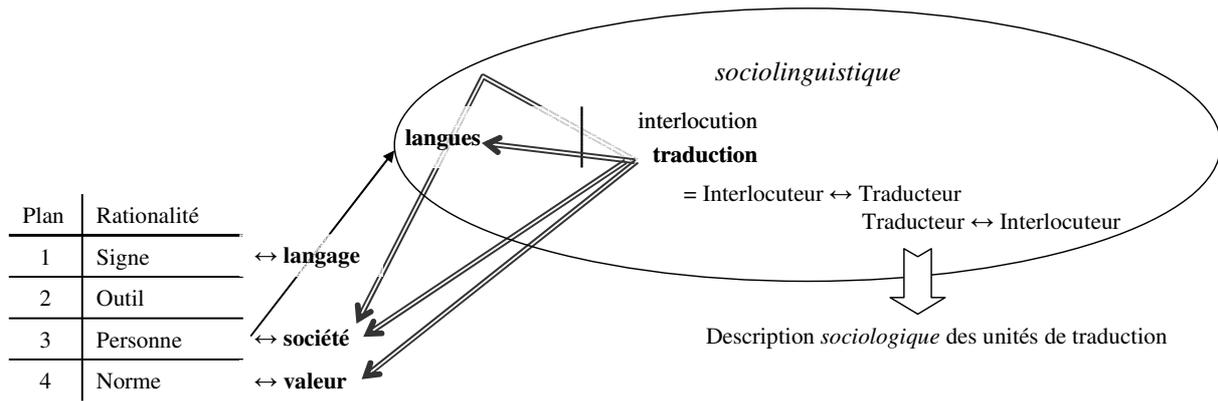 sociolinguistique
interlocution
langues
traduction
= Interlocuteur ↔ Traducteur
Traducteur ↔ Interlocuteur
Plan Rationalité
1 Signe ↔ langage
2 Outil
3 Personne ↔ société
4 Norme ↔ valeur
Description sociologique des unités de traduction